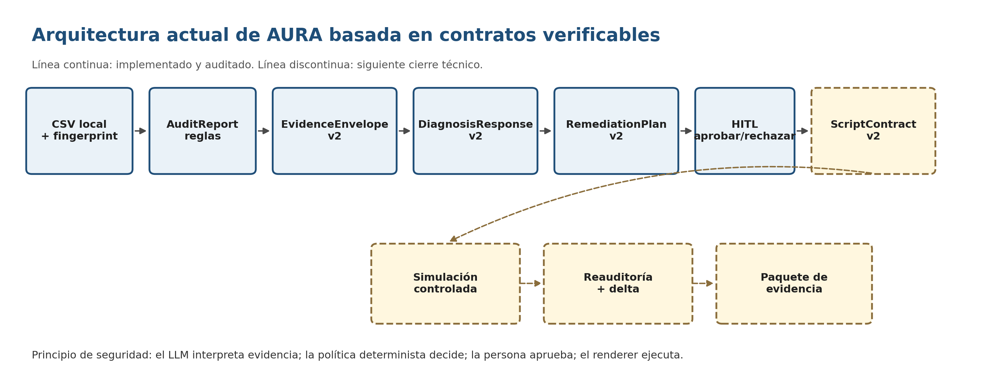 Arquitectura actual de AURA basada en contratos verificables
Línea continua: implementado y auditado. Línea discontinua: siguiente cierre técnico.
CSV local
+ fingerprint
AuditReport
reglas
EvidenceEnvelope
v2
DiagnosisResponse
v2
RemediationPlan
v2
HITL
aprobar/rechazar
ScriptContract
v2
Simulación
controlada
Reauditoría
+ delta
Paquete de
evidencia
Principio de seguridad: el LLM interpreta evidencia; la política determinista decide; la persona aprueba; el renderer ejecuta.